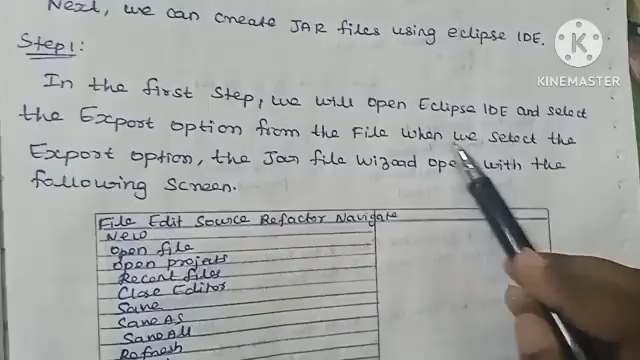 Next, we can create JAR files using eclipse IDE.
Step1:
In the first step, we will open Eclipse IDE and select
the Export option from the File when we select the
Export option, the Jar file wizard opens with the
following screen.
File Edit Source Refactor Navigate
New
Open file
Open projets
Recent files
Close Editor
Save
Save As
Save All
Refresh
KINEMASTER